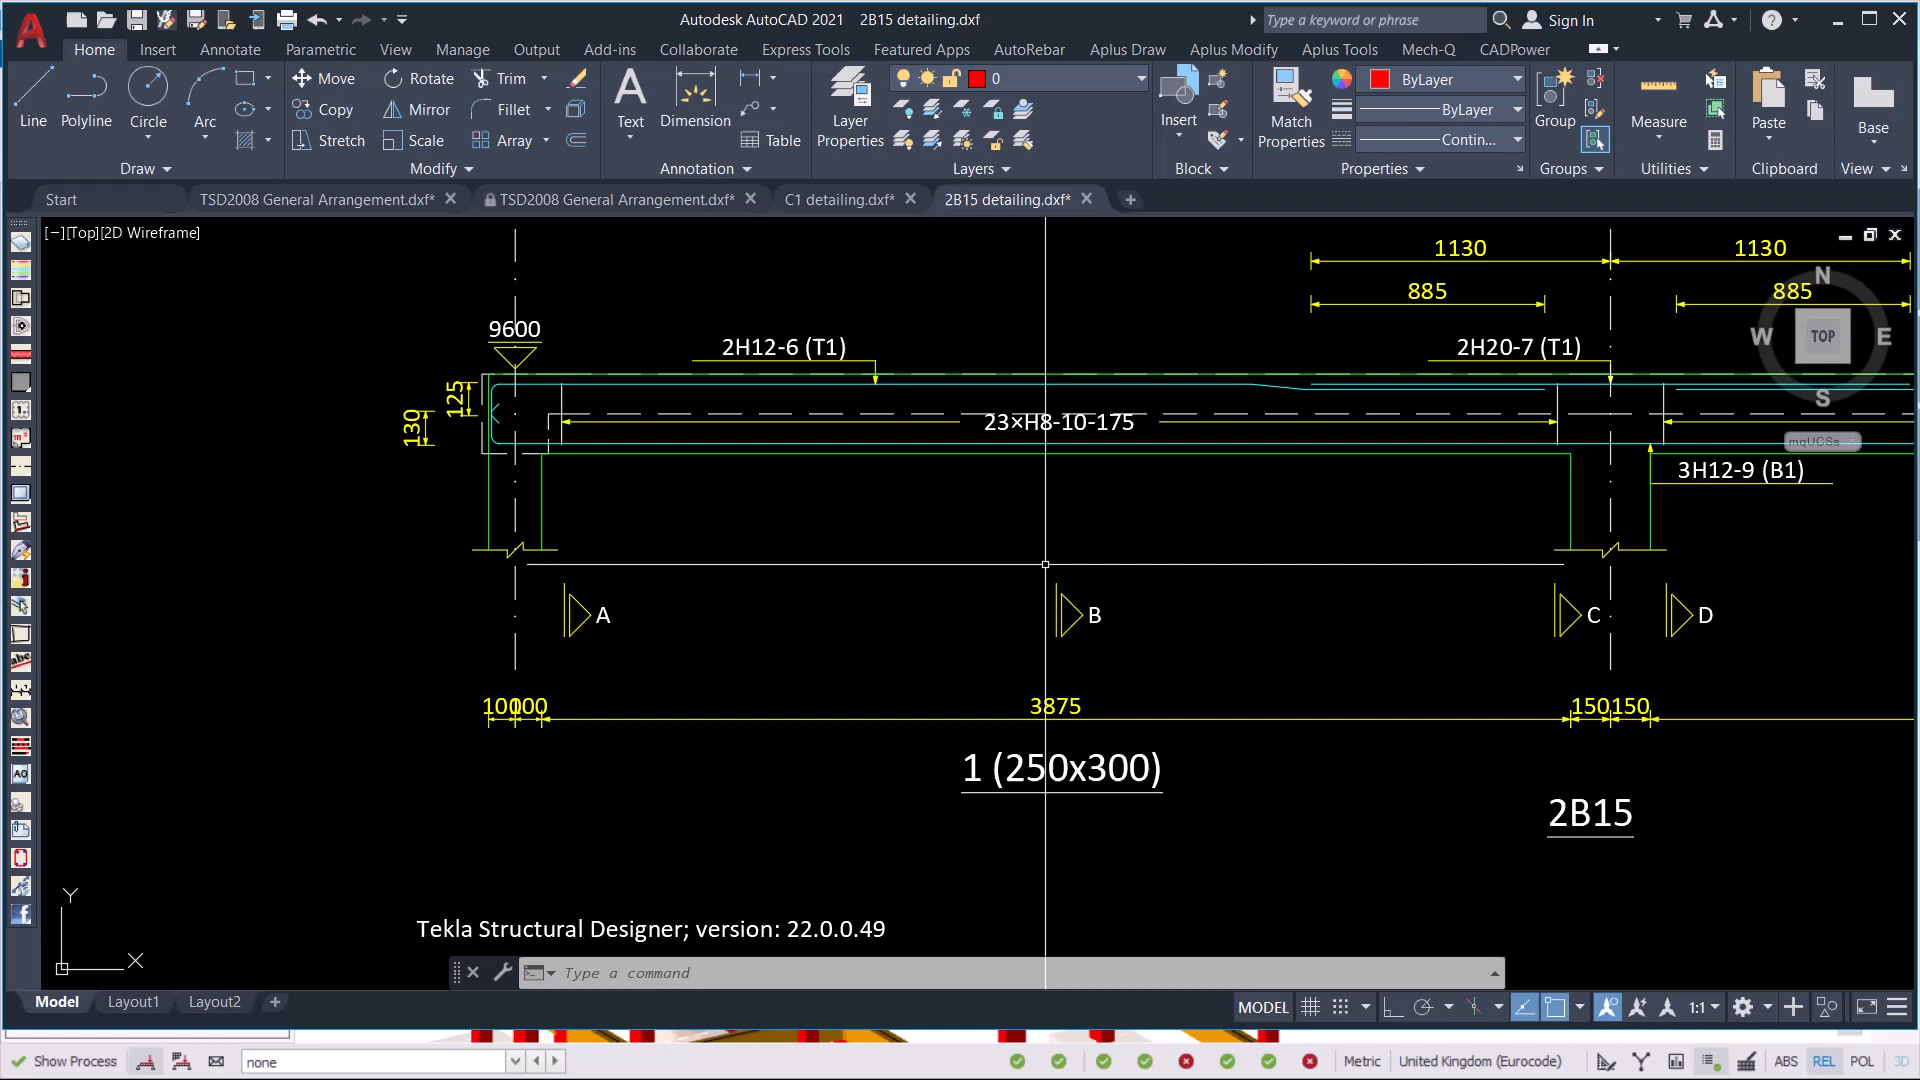 Autodesk AutoCAD 2021 2B15 detailing.dxf
Type a keyword or phrase
Sign In
Home Insert Annotate Parametric View Manage Output Add-ins Collaborate Express Tools Featured Apps AutoRebar Aplus Draw Aplus Modify Aplus Tools Mech-Q CADPower
Line Polyline Circle Arc
Move Rotate Trim
Copy Mirror Fillet
Stretch Scale Array
Text Dimension Table
Layer Properties
0
Insert
Match Properties
ByLayer
ByLayer
Contin...
Group Measure Paste Base
Draw Modify Annotation Layers Block Properties Groups Utilities Clipboard View
Start TSD2008 General Arrangement.dxf* TSD2008 General Arrangement.dxf* C1 detailing.dxf* 2B15 detailing.dxf*
[−][Top][2D Wireframe]
1130 1130
885 885
N
W TOP E
S
mqUCSs
9600
2H12-6 (T1) 2H20-7 (T1)
125
130
23×H8-10-175
3H12-9 (B1)
A B C D
100 100 3875 150 150
1 (250x300)
2B15
Tekla Structural Designer; version: 22.0.0.49
Y
X
Type a command
Model Layout1 Layout2
MODEL 1:1
Show Process none Metric United Kingdom (Eurocode) ABS REL POL 3D